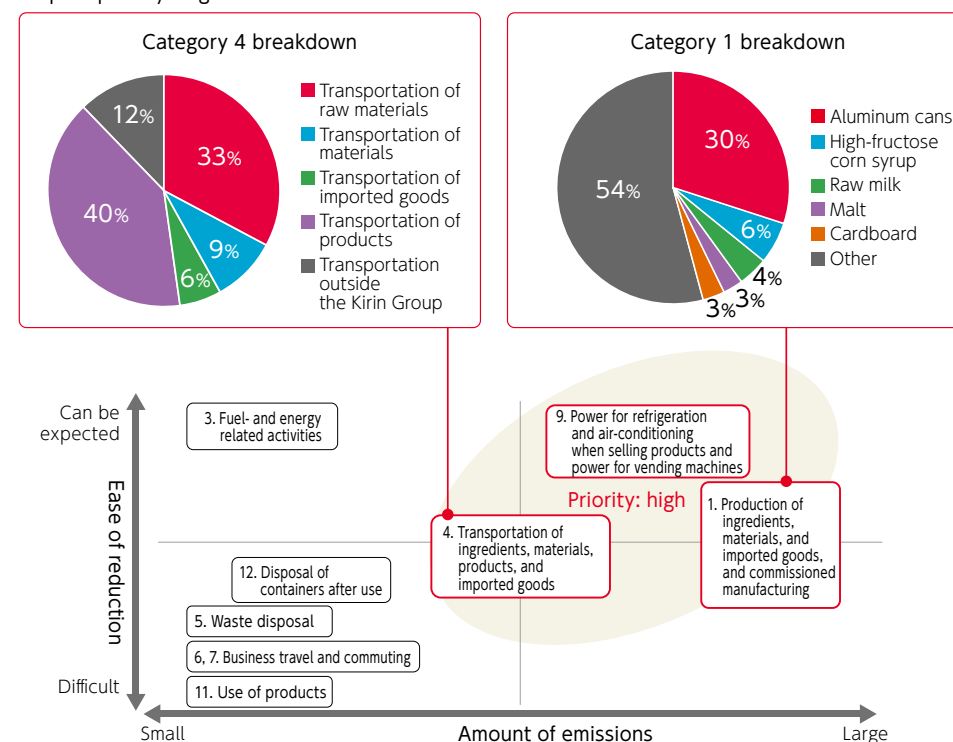 Category 4 breakdown
12%
33%
40%
9%
6%
Transportation of
raw materials
Transportation of
materials
Transportation of
imported goods
Transportation of
products
Transportation
outside
the Kirin Group
Category 1 breakdown
30%
54%
6%
4%
3%
3%
Aluminum cans
High-fructose
corn syrup
Raw milk
Malt
Cardboard
Other
Can be
expected
Ease of reduction
Difficult
3. Fuel- and energy
related activities
9. Power for refrigeration
and air-conditioning
when selling products and
power for vending machines
Priority: high
1. Production of
ingredients,
materials, and
imported goods,
and commissioned
manufacturing
4. Transportation of
ingredients, materials,
products, and
imported goods
12. Disposal of
containers after use
5. Waste disposal
6, 7. Business travel and commuting
11. Use of products
Small
Amount of emissions
Large